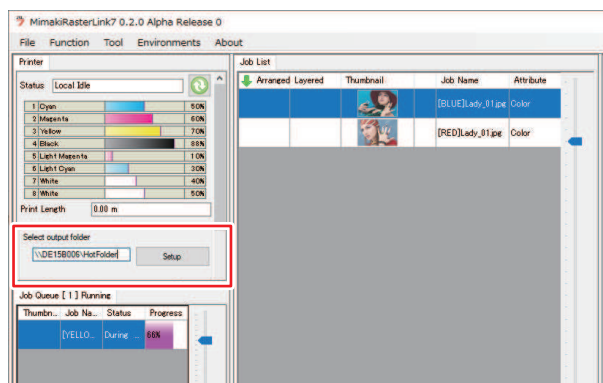 MimakiRasterLink7 0.2.0 Alpha Release 0
File Function Tool Environments About
Printer
Status Local Idle
1 Cyan 50%
2 Magenta 60%
3 Yellow 70%
4 Black 88%
5 Light Magenta 10%
6 Light Cyan 30%
7 White 40%
8 White 50%
Print Length 0.00 m
Select output folder
\\DE15B006\HotFolder Setup
Job Queue [ 1 ] Running
Thumbn... Job Na... Status Progress
[YELLO... During ... 66%
Job List
Arranged Layered Thumbnail Job Name Attribute
[BLUE]Lady_01.jpg Color
[RED]Lady_01.jpg Color